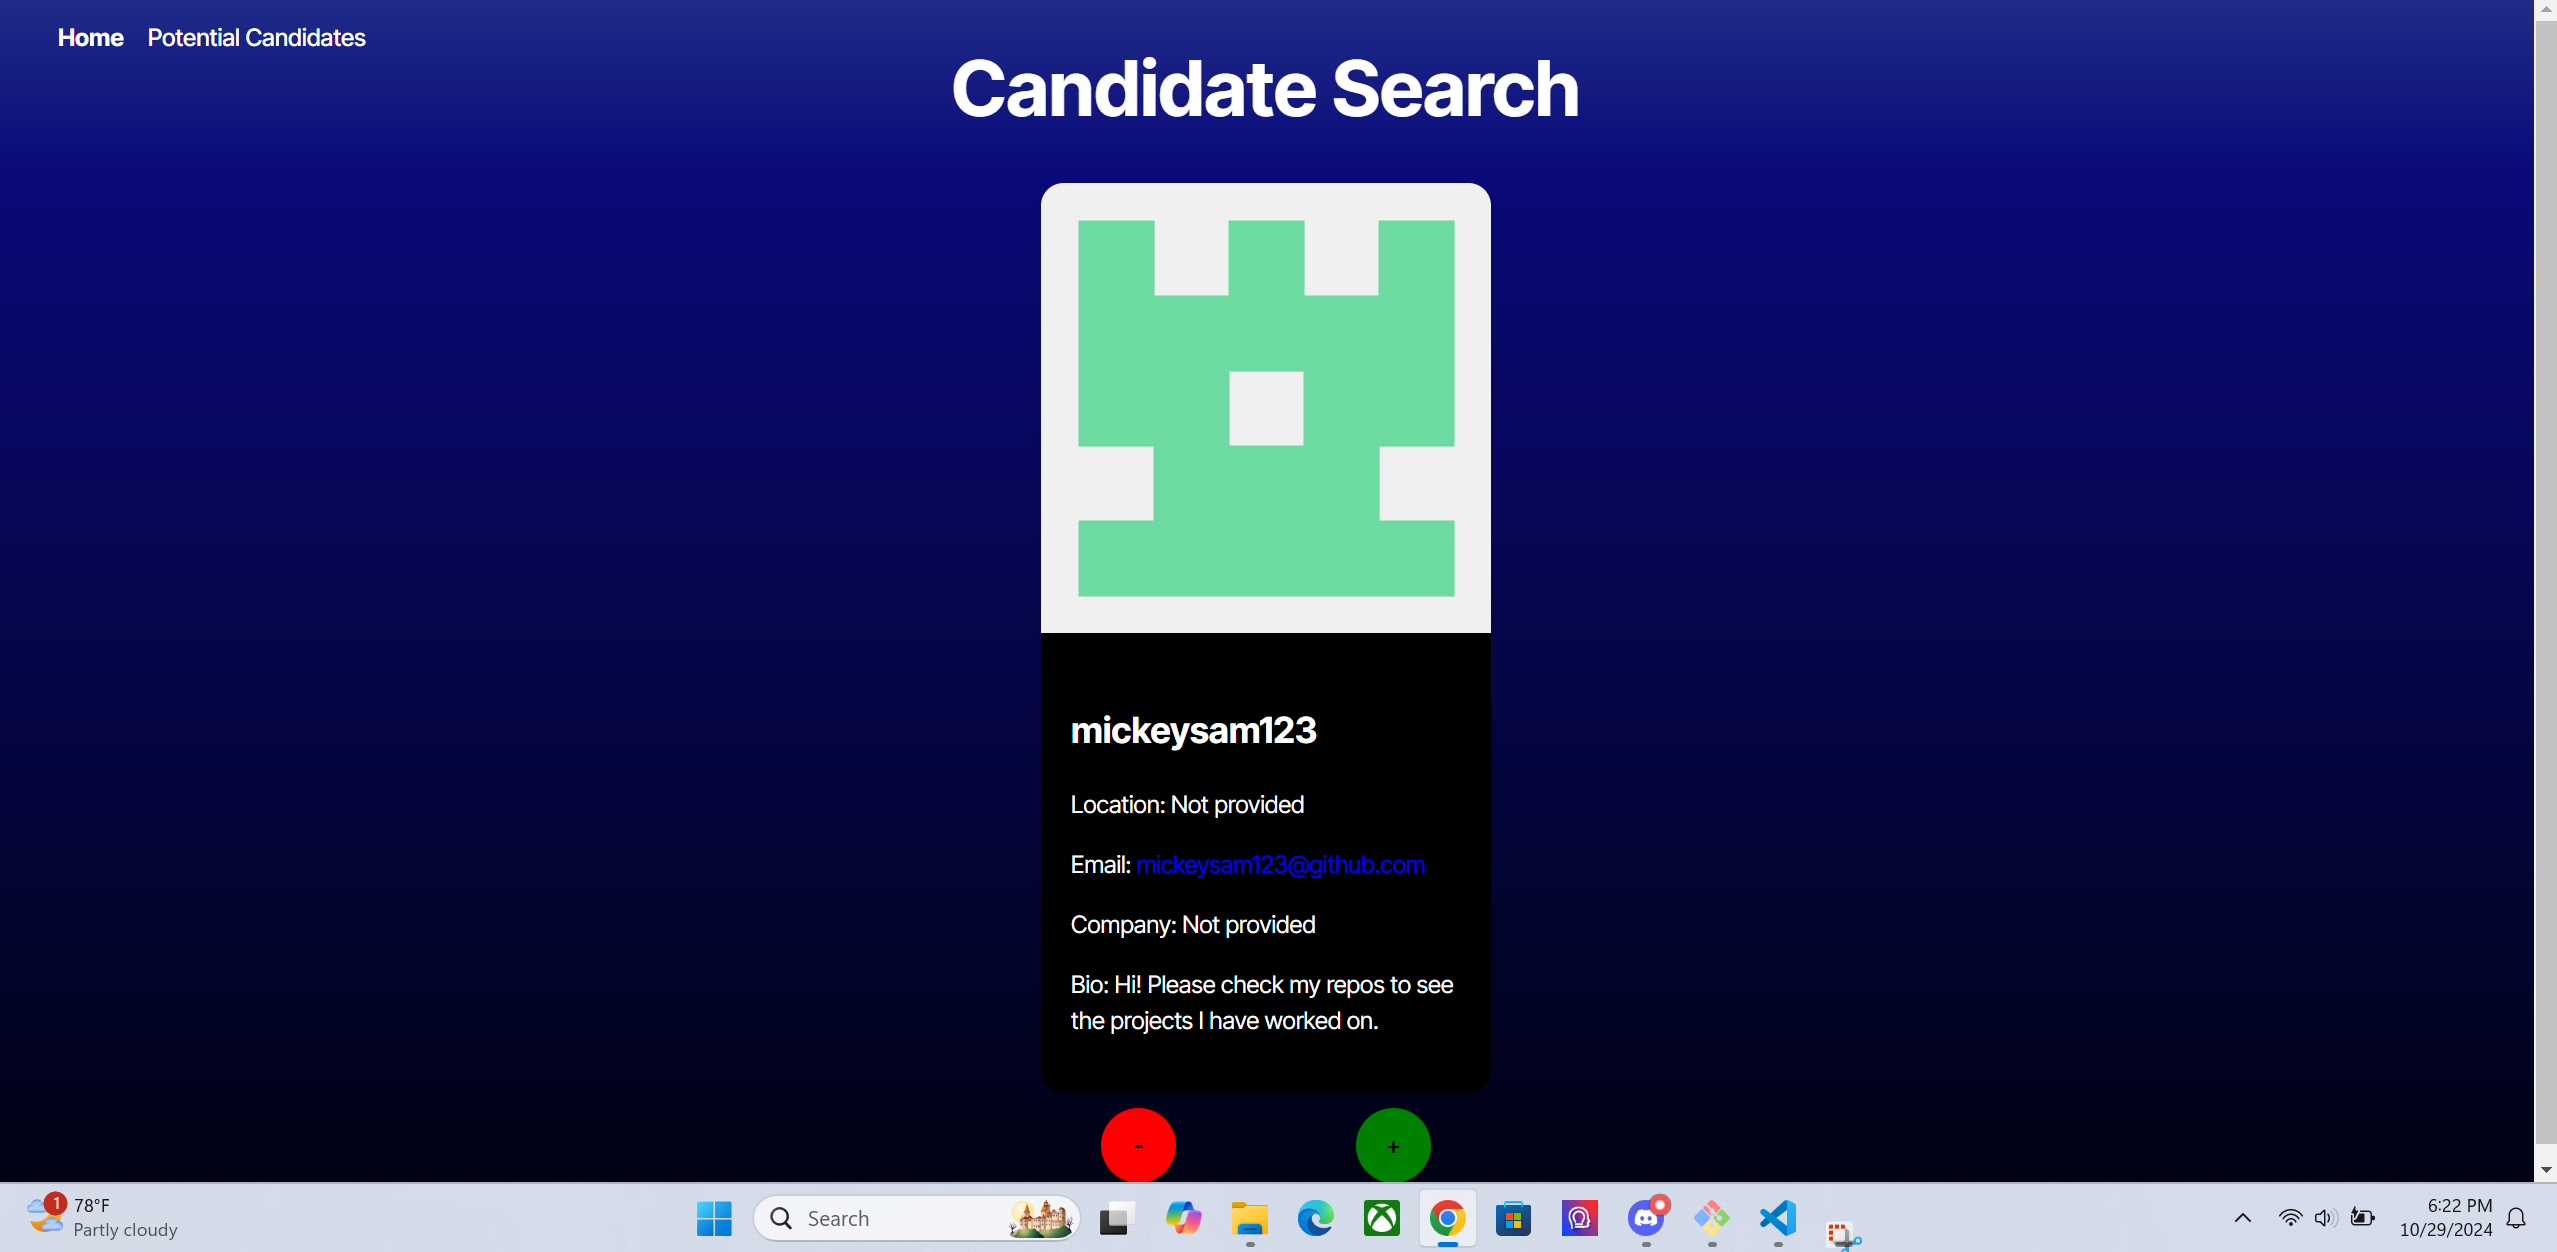 Home Potential Candidates
Candidate Search
mickeysam123
Location: Not provided
Email: mickeysam123@github.com
Company: Not provided
Bio: Hi! Please check my repos to see
the projects I have worked on.
- +
1
78°F
Partly cloudy
Search
6:22 PM
10/29/2024